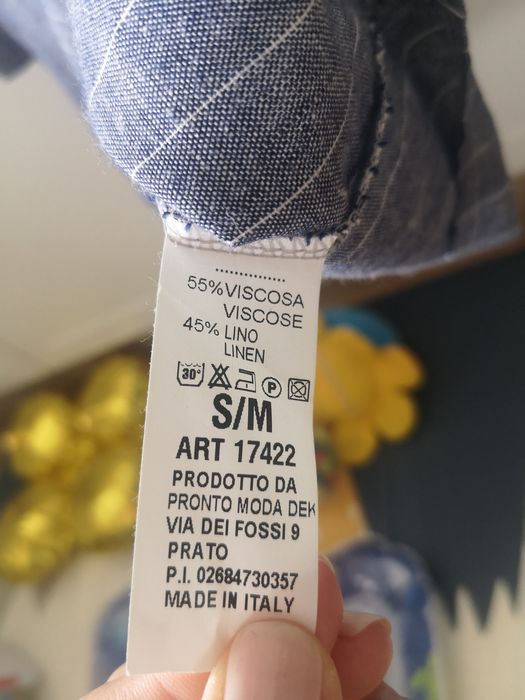 55% VISCOSA
VISCOSE
45% LINO
LINEN
30° P
S/M
ART 17422
PRODOTTO DA
PRONTO MODA DEK
VIA DEI FOSSI 9
PRATO
P.I. 02684730357
MADE IN ITALY